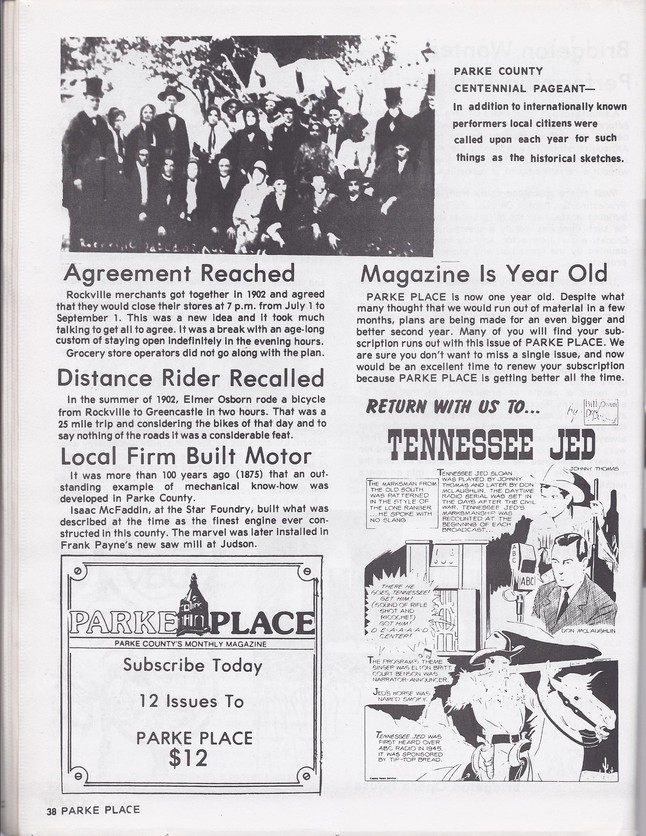 PARKE COUNTY
CENTENNIAL PAGEANT—
In addition to internationally known
performers local citizens were
called upon each year for such
things as the historical sketches.
Agreement Reached
Rockville merchants got together in 1902 and agreed
that they would close their stores at 7 p.m. from July 1 to
September 1. This was a new idea and it took much
talking to get all to agree. It was a break with an age-long
custom of staying open indefinitely in the evening hours.
Grocery store operators did not go along with the plan.
Distance Rider Recalled
In the summer of 1902, Elmer Osborn rode a bicycle
from Rockville to Greencastle in two hours. That was a
25 mile trip and considering the bikes of that day and to
say nothing of the roads it was a considerable feat.
Local Firm Built Motor
It was more than 100 years ago (1875) that an out-
standing example of mechanical know-how was
developed in Parke County.
Isaac McFaddin, at the Star Foundry, built what was
described at the time as the finest engine ever con-
structed in this county. The marvel was later installed in
Frank Payne's new saw mill at Judson.
PARKE PLACE
PARKE COUNTY'S MONTHLY MAGAZINE
Subscribe Today
12 Issues To
PARKE PLACE
$12
Magazine Is Year Old
PARKE PLACE is now one year old. Despite what
many thought that we would run out of material in a few
months, plans are being made for an even bigger and
better second year. Many of you will find your sub-
scription runs out with this issue of PARKE PLACE. We
are sure you don't want to miss a single issue, and now
would be an excellent time to renew your subscription
because PARKE PLACE is getting better all the time.
RETURN WITH US TO...
by
TENNESSEE JED
THE MARKSMAN FROM
THE OLD SOUTH
WAS PATTERNED
IN THE STYLE OF
THE LONE RANGER
...HE SPOKE WITH
NO SLANG
TENNESSEE JED SLOAN
WAS PLAYED BY JOHNNY
THOMAS AND LATER BY DON
McLAUGHLIN. THE DAYTIME
RADIO SERIAL WAS SET IN
THE DAYS AFTER THE CIVIL
WAR. TENNESSEE JED'S
MARKSMANSHIP WAS
RECOUNTED AT THE
BEGINNING OF EACH
BROADCAST...
JOHNNY THOMAS
ABC
ABC
THERE HE
GOES, TENNESSEE!
GET HIM!
(SOUND OF RIFLE
SHOT AND
RICOCHET)
GOT HIM!
D-E-A-A-A-D
CENTER!
DON McLAUGHLIN
THE PROGRAM'S THEME
SINGER WAS ELTON BRITT.
COURT BENSON WAS
NARRATOR-ANNOUNCER.
JED'S HORSE WAS
NAMED SMOKY.
TENNESSEE JED WAS
FIRST HEARD OVER
ABC RADIO IN 1945.
IT WAS SPONSORED
BY TIP-TOP BREAD.
38 PARKE PLACE